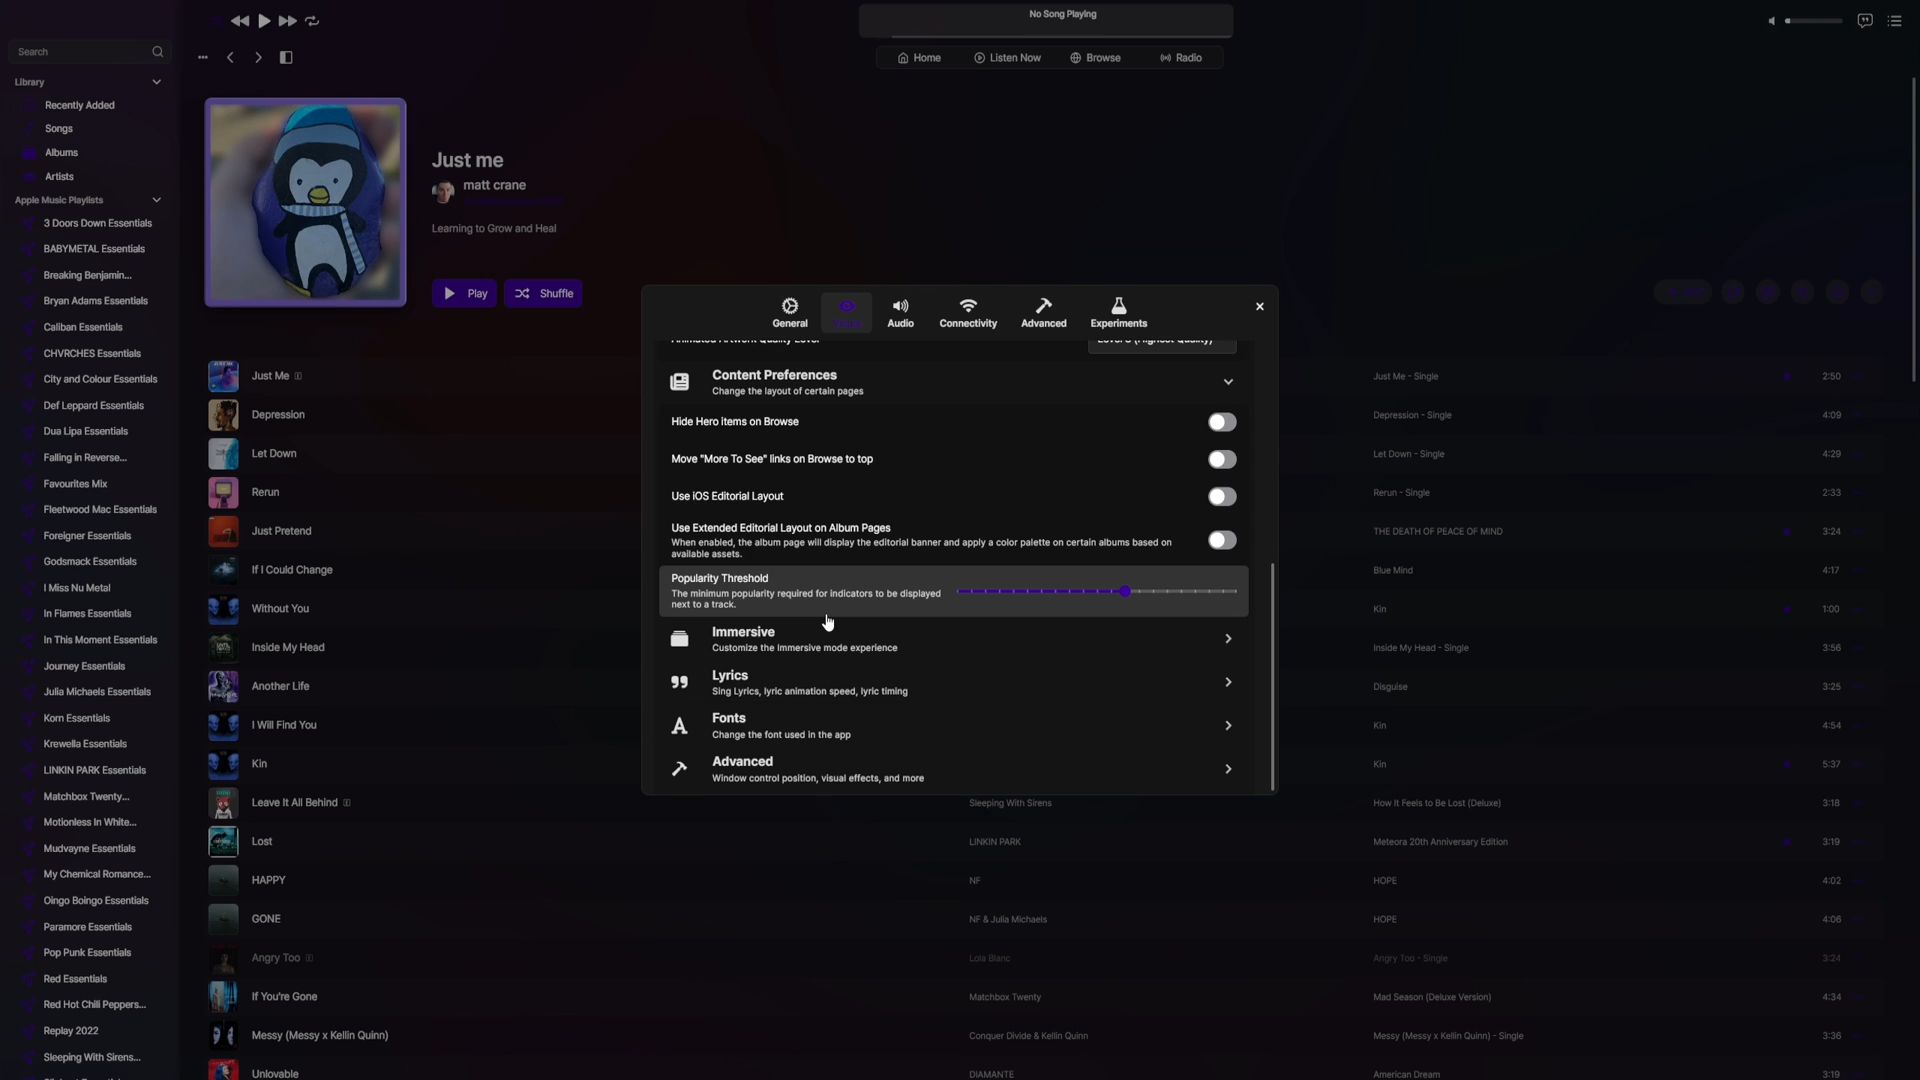 No Song Playing
Search
Home
Listen Now
Browse
Radio
Library
Recently Added
Songs
Albums
Artists
Apple Music Playlists
3 Doors Down Essentials
BABYMETAL Essentials
Breaking Benjamin...
Bryan Adams Essentials
Caliban Essentials
CHVRCHES Essentials
City and Colour Essentials
Def Leppard Essentials
Dua Lipa Essentials
Falling in Reverse...
Favourites Mix
Fleetwood Mac Essentials
Foreigner Essentials
Godsmack Essentials
I Miss Nu Metal
In Flames Essentials
In This Moment Essentials
Journey Essentials
Julia Michaels Essentials
Korn Essentials
Krewella Essentials
LINKIN PARK Essentials
Matchbox Twenty...
Motionless In White...
Mudvayne Essentials
My Chemical Romance...
Oingo Boingo Essentials
Paramore Essentials
Pop Punk Essentials
Red Essentials
Red Hot Chili Peppers...
Replay 2022
Sleeping With Sirens...
Just me
matt crane
Learning to Grow and Heal
Play
Shuffle
General
Audio
Connectivity
Advanced
Experiments
Content Preferences
Change the layout of certain pages
Hide Hero items on Browse
Move "More To See" links on Browse to top
Use iOS Editorial Layout
Use Extended Editorial Layout on Album Pages
When enabled, the album page will display the editorial banner and apply a color palette on certain albums based on
available assets.
Popularity Threshold
The minimum popularity required for indicators to be displayed
next to a track.
Immersive
Customize the Immersive mode experience
Lyrics
Sing Lyrics, lyric animation speed, lyric timing
Fonts
Change the font used in the app
Advanced
Window control position, visual effects, and more
Just Me Just Me - Single 2:50
Depression Depression - Single 4:09
Let Down Let Down - Single 4:29
Rerun Rerun - Single 2:33
Just Pretend THE DEATH OF PEACE OF MIND 3:24
If I Could Change Blue Mind 4:17
Without You Kin 1:00
Inside My Head Inside My Head - Single 3:56
Another Life Disguise 3:25
I Will Find You Kin 4:54
Kin Kin 5:37
Leave It All Behind Sleeping With Sirens How It Feels to Be Lost (Deluxe) 3:18
Lost LINKIN PARK Meteora 20th Anniversary Edition 3:19
HAPPY NF HOPE 4:02
GONE NF & Julia Michaels HOPE 4:06
Angry Too Lola Blanc Angry Too - Single 3:24
If You're Gone Matchbox Twenty Mad Season (Deluxe Version) 4:34
Messy (Messy x Kellin Quinn) Conquer Divide & Kellin Quinn Messy (Messy x Kellin Quinn) - Single 3:36
Unlovable DIAMANTE American Dream 3:19